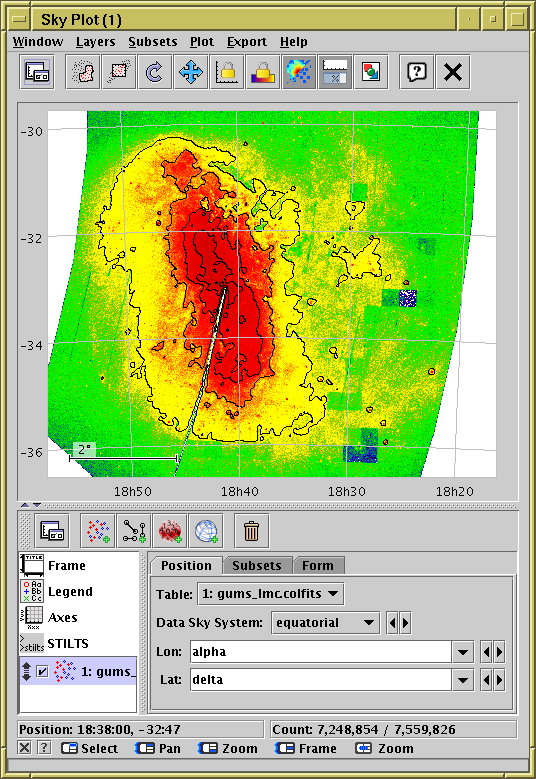 Sky Plot (1)
Window Layers Subsets Plot Export Help
-30
-32
-34
-36
2°
18h50 18h40 18h30 18h20
Frame
Legend
Axes
STILTS
1: gums_
Position Subsets Form
Table: 1: gums_lmc.colfits
Data Sky System: equatorial
Lon: alpha
Lat: delta
Position: 18:38:00, -32:47 Count: 7,248,854 / 7,559,826
Select Pan Zoom Frame Zoom